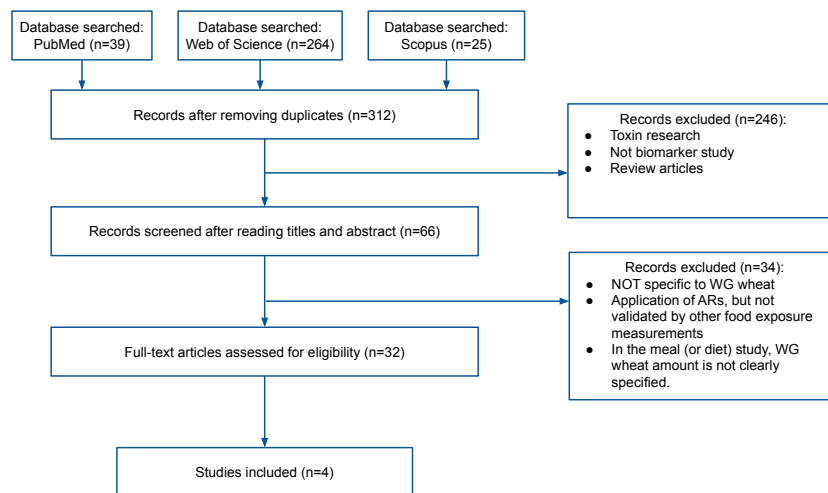 Database searched:
PubMed (n=39)
Database searched:
Web of Science (n=264)
Database searched:
Scopus (n=25)
Records after removing duplicates (n=312)
Records excluded (n=246):
● Toxin research
● Not biomarker study
● Review articles
Records screened after reading titles and abstract (n=66)
Records excluded (n=34):
● NOT specific to WG wheat
● Application of ARs, but not
validated by other food exposure
measurements
● In the meal (or diet) study, WG
wheat amount is not clearly
specified.
Full-text articles assessed for eligibility (n=32)
Studies included (n=4)